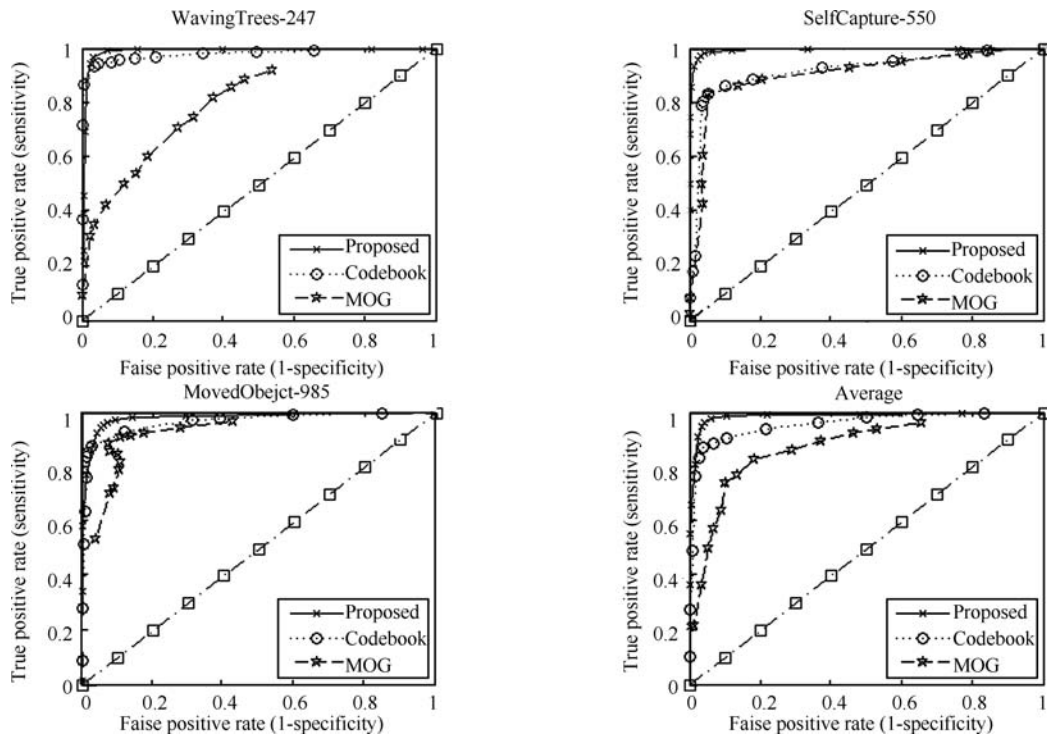 WavingTrees-247
True positive rate (sensitivity)
1
0.8
0.6
0.4
0.2
0
Proposed
Codebook
MOG
0 0.2 0.4 0.6 0.8 1
Faise positive rate (1-specificity)
SelfCapture-550
True positive rate (sensitivity)
1
0.8
0.6
0.4
0.2
0
Proposed
Codebook
MOG
0 0.2 0.4 0.6 0.8 1
Faise positive rate (1-specificity)
MovedObejct-985
True positive rate (sensitivity)
1
0.8
0.6
0.4
0.2
0
Proposed
Codebook
MOG
0 0.2 0.4 0.6 0.8 1
Faise positive rate (1-specificity)
Average
True positive rate (sensitivity)
1
0.8
0.6
0.4
0.2
0
Proposed
Codebook
MOG
0 0.2 0.4 0.6 0.8 1
Faise positive rate (1-specificity)